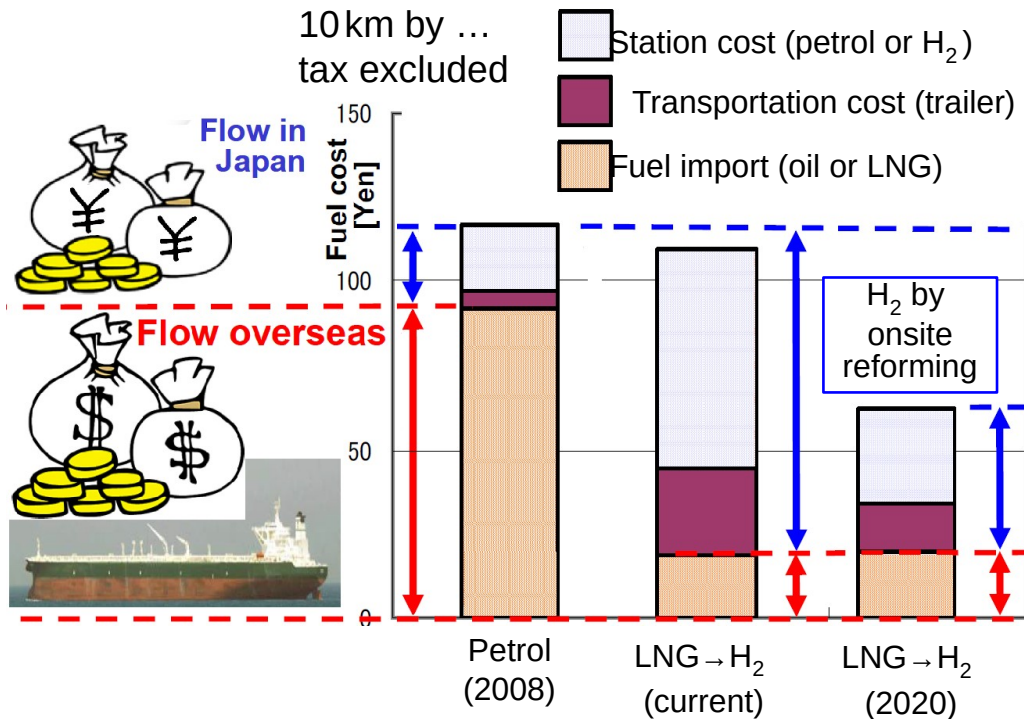 10 km by …
tax excluded
Station cost (petrol or H₂)
Transportation cost (trailer)
Fuel import (oil or LNG)
Flow in
Japan
¥
¥
Flow overseas
$
$
Fuel cost
[Yen]
150
100
50
0
H₂ by
onsite
reforming
Petrol
(2008)
LNG→H₂
(current)
LNG→H₂
(2020)